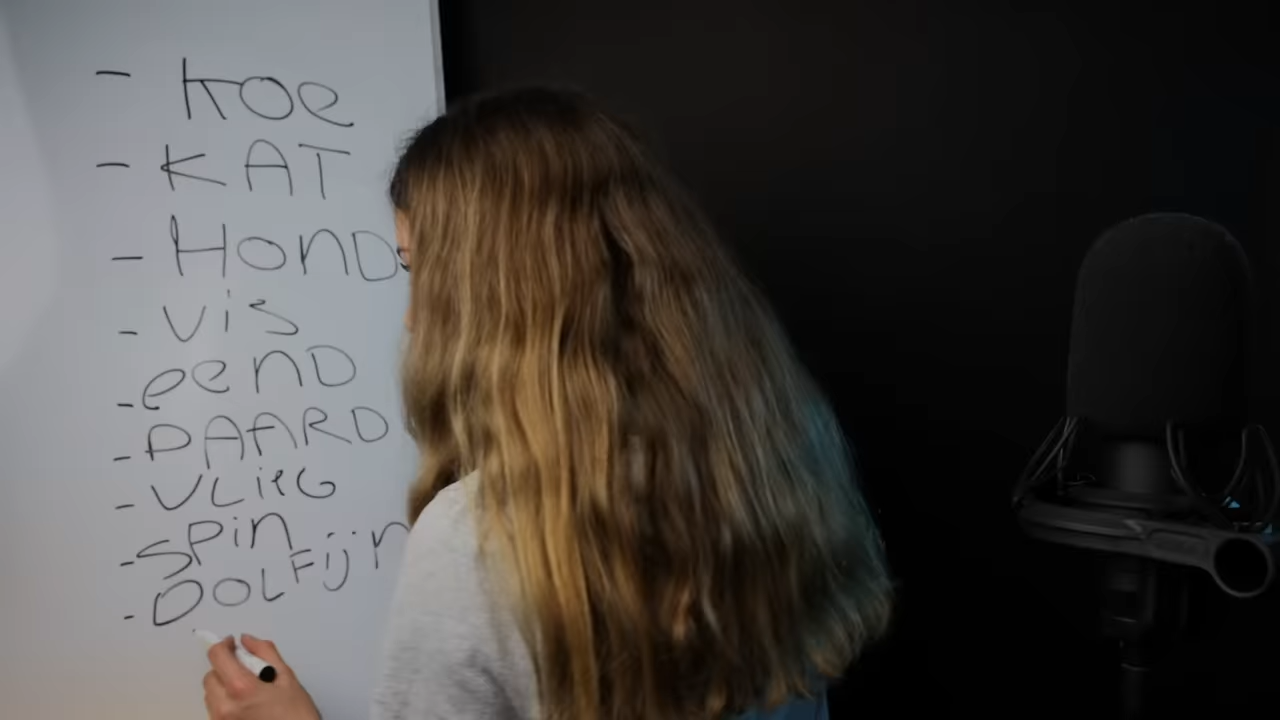 - KOe
- KAT
- HOnD
- ViS
- eenD
- PAARD
- VLieG
- SPin
- DOLFijn